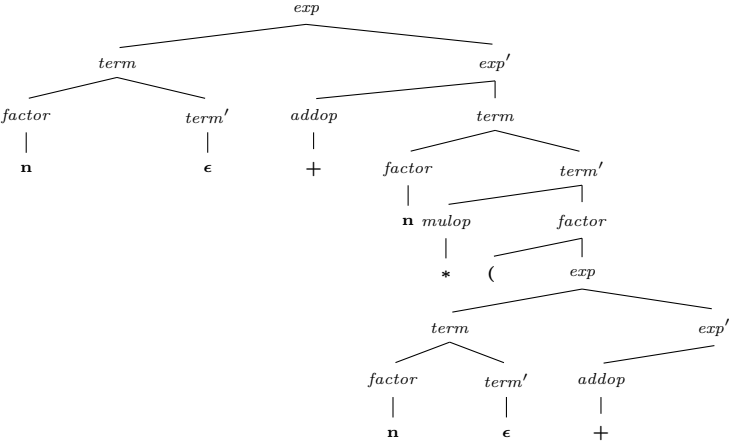 exp
term exp′
factor term′ addop term
n ϵ + factor term′
n mulop factor
* ( exp
term exp′
factor term′ addop
n ϵ +